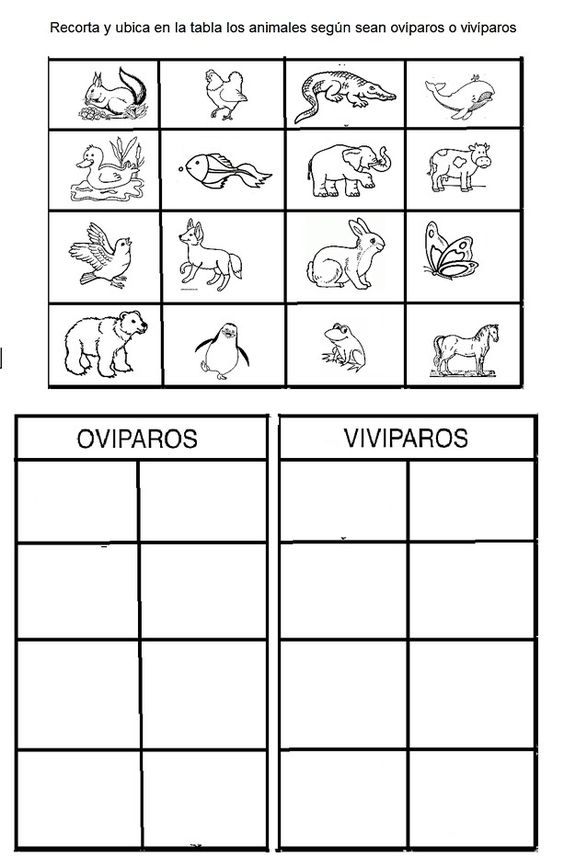 Recorta y ubica en la tabla los animales según sean ovíparos o vivíparos
OVIPAROS
VIVIPAROS